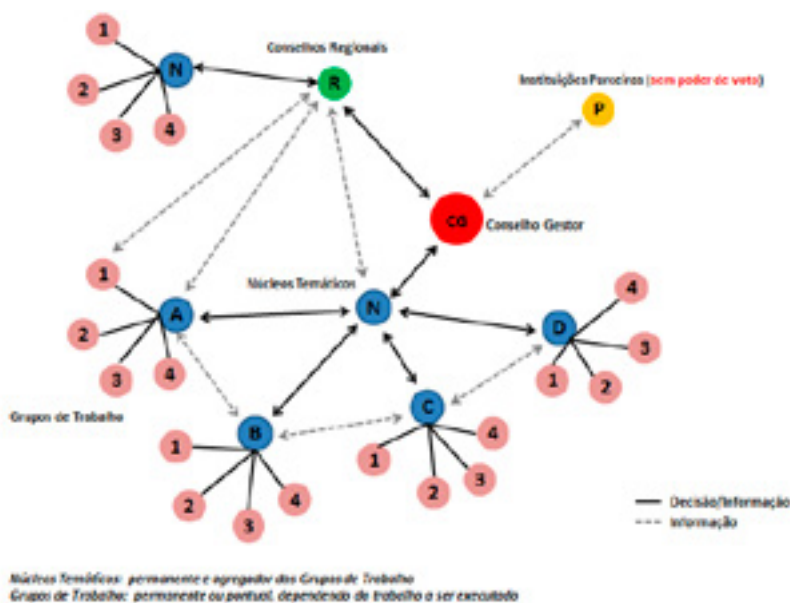 Conselhos Regionais
Instituições Parceiras (sem poder de voto)
1
N
2
3
4
R
P
CG
Conselho Gestor
Núcleos Temáticos
1
A
2
3
4
N
D
4
3
1
2
Grupos de Trabalho
B
1
2
3
4
C
1
2
3
4
Decisão/Informação
Informação
Núcleos Temáticos: permanente e agregador dos Grupos de Trabalho
Grupos de Trabalho: permanente ou pontual, dependendo do trabalho a ser executado